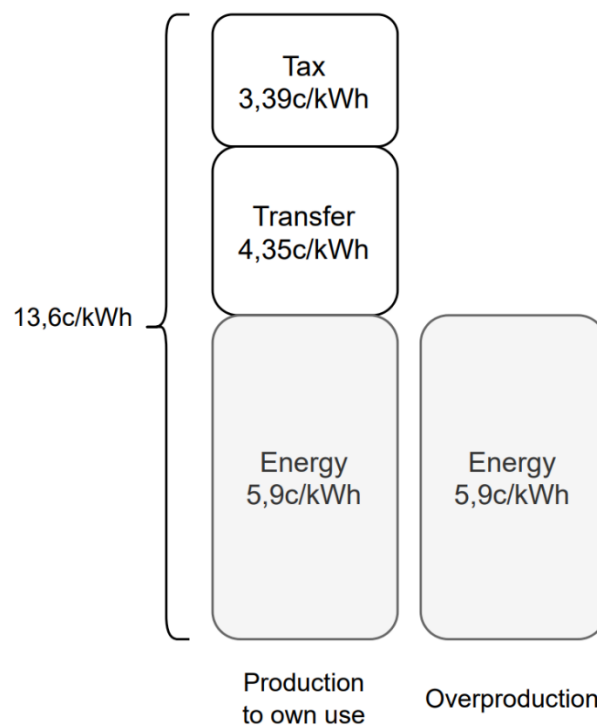 Tax
3,39c/kWh
Transfer
4,35c/kWh
13,6c/kWh
Energy
5,9c/kWh
Energy
5,9c/kWh
Production
to own use
Overproduction